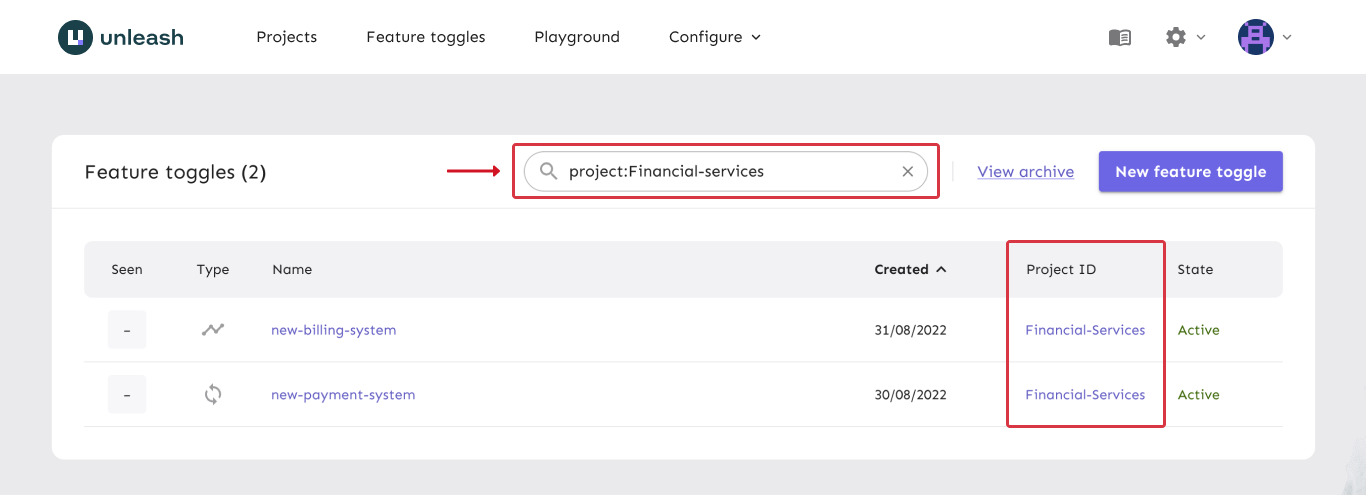 unleash Projects Feature toggles Playground Configure
Feature toggles (2) project:Financial-services View archive New feature toggle
Seen Type Name Created Project ID State
- new-billing-system 31/08/2022 Financial-Services Active
- new-payment-system 30/08/2022 Financial-Services Active